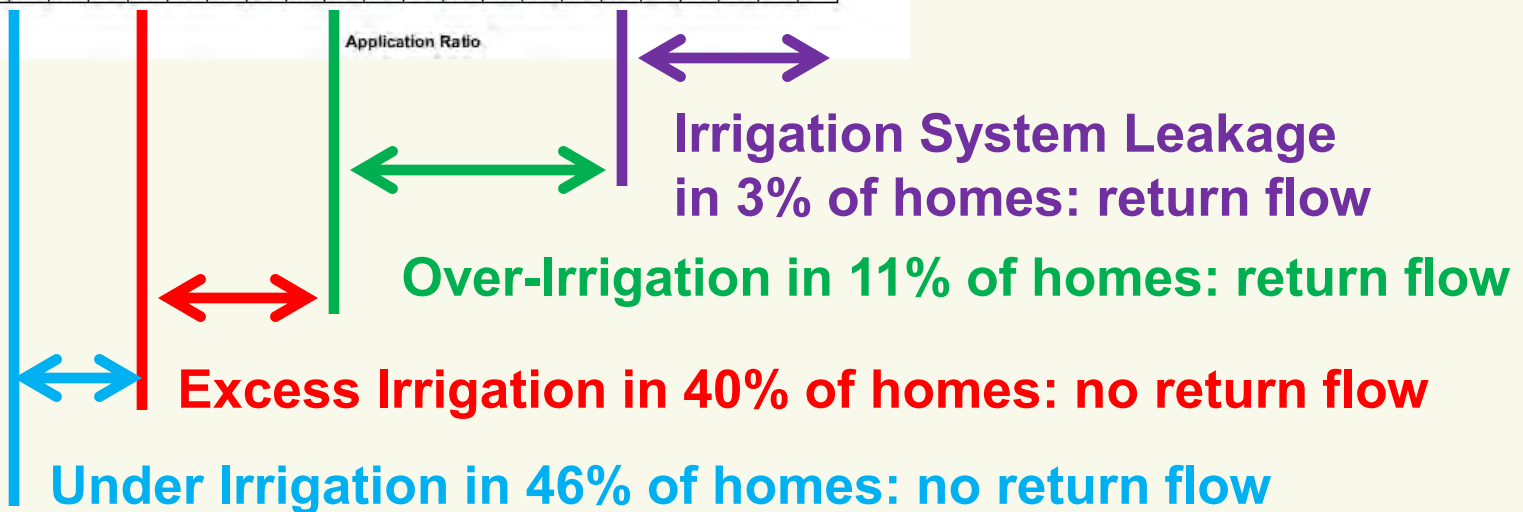 Application Ratio
Irrigation System Leakage
in 3% of homes: return flow
Over-Irrigation in 11% of homes: return flow
Excess Irrigation in 40% of homes: no return flow
Under Irrigation in 46% of homes: no return flow